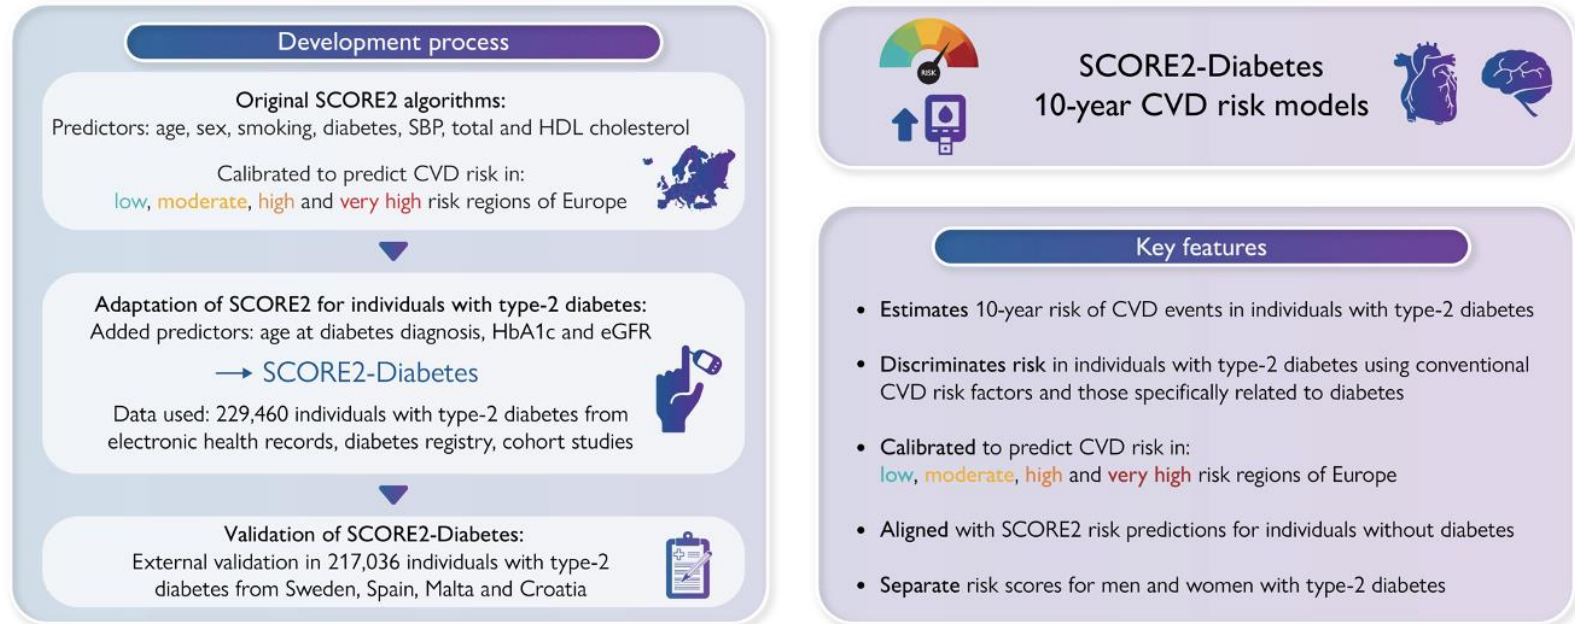 Development process
Original SCORE2 algorithms:
Predictors: age, sex, smoking, diabetes, SBP, total and HDL cholesterol
Calibrated to predict CVD risk in:
low, moderate, high and very high risk regions of Europe
Adaptation of SCORE2 for individuals with type-2 diabetes:
Added predictors: age at diabetes diagnosis, HbA1c and eGFR
→ SCORE2-Diabetes
Data used: 229,460 individuals with type-2 diabetes from
electronic health records, diabetes registry, cohort studies
Validation of SCORE2-Diabetes:
External validation in 217,036 individuals with type-2
diabetes from Sweden, Spain, Malta and Croatia
RISK
SCORE2-Diabetes
10-year CVD risk models
Key features
• Estimates 10-year risk of CVD events in individuals with type-2 diabetes
• Discriminates risk in individuals with type-2 diabetes using conventional
CVD risk factors and those specifically related to diabetes
• Calibrated to predict CVD risk in:
low, moderate, high and very high risk regions of Europe
• Aligned with SCORE2 risk predictions for individuals without diabetes
• Separate risk scores for men and women with type-2 diabetes